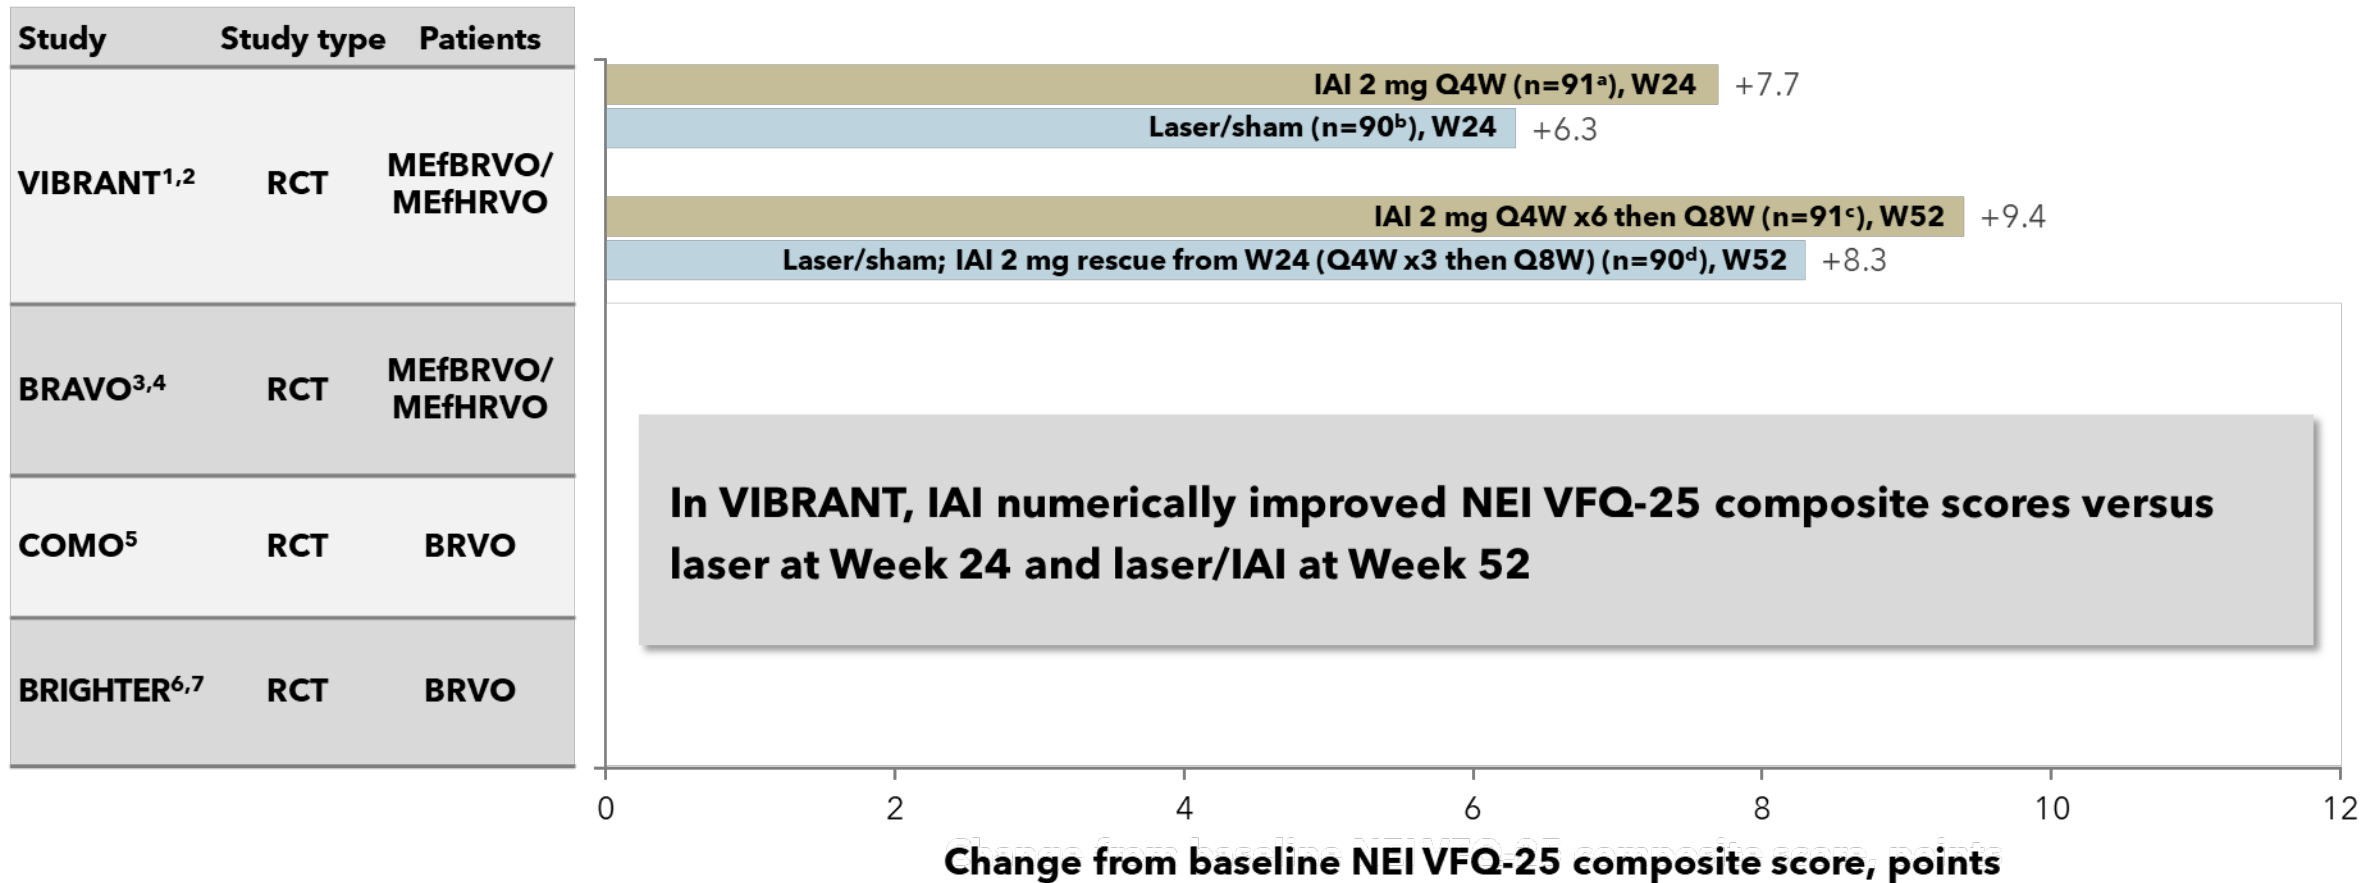 Study Study type Patients
IAI 2 mg Q4W (n=91ᵃ), W24 +7.7
Laser/sham (n=90ᵇ), W24 +6.3
VIBRANT¹,² RCT MEfBRVO/
MEfHRVO
IAI 2 mg Q4W x6 then Q8W (n=91ᶜ), W52 +9.4
Laser/sham; IAI 2 mg rescue from W24 (Q4W x3 then Q8W) (n=90ᵈ), W52 +8.3
BRAVO³,⁴ RCT MEfBRVO/
MEfHRVO
In VIBRANT, IAI numerically improved NEI VFQ-25 composite scores versus
laser at Week 24 and laser/IAI at Week 52
COMO⁵ RCT BRVO
BRIGHTER⁶,⁷ RCT BRVO
0 2 4 6 8 10 12
Change from baseline NEI VFQ-25 composite score, points